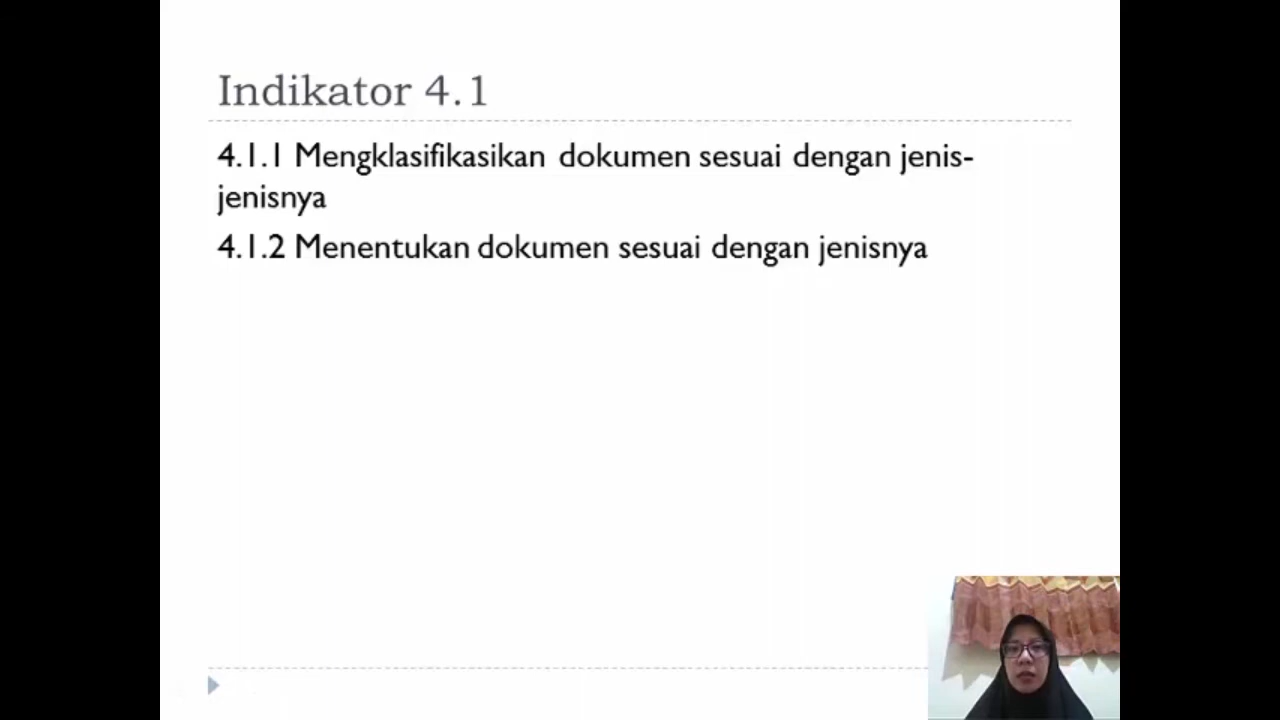 Indikator 4.1
4.1.1 Mengklasifikasikan dokumen sesuai dengan jenis-
jenisnya
4.1.2 Menentukan dokumen sesuai dengan jenisnya